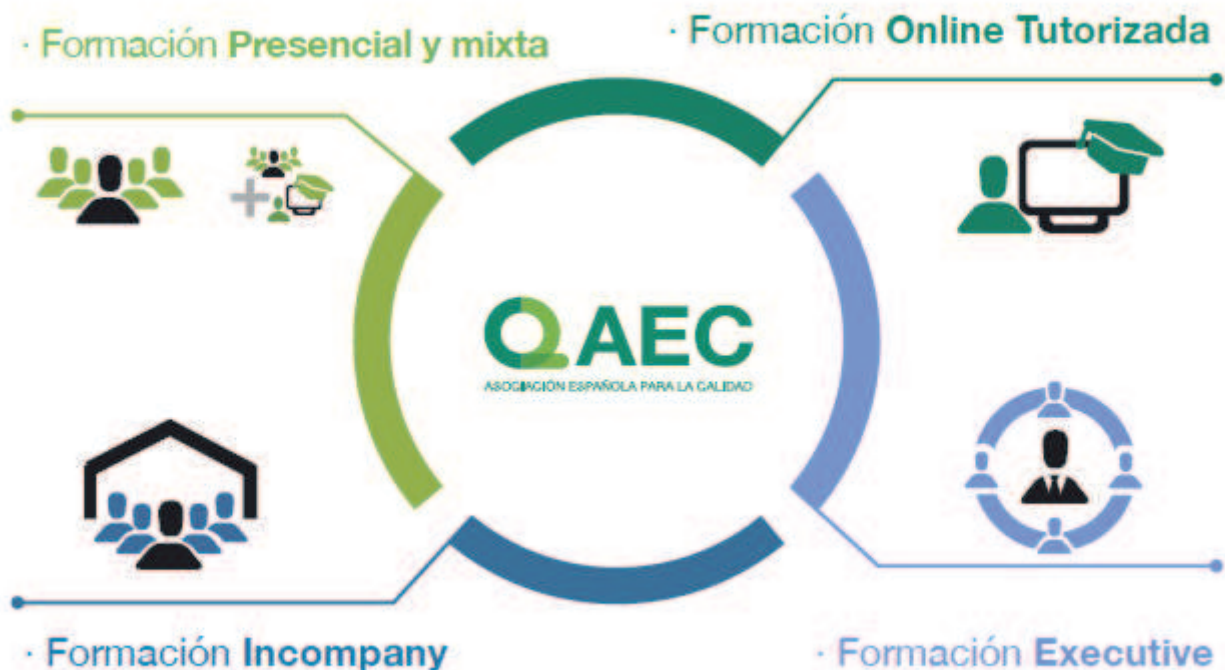 · Formación Presencial y mixta
· Formación Online Tutorizada
AEC
ASOCIACIÓN ESPAÑOLA PARA LA CALIDAD
· Formación Incompany
· Formación Executive